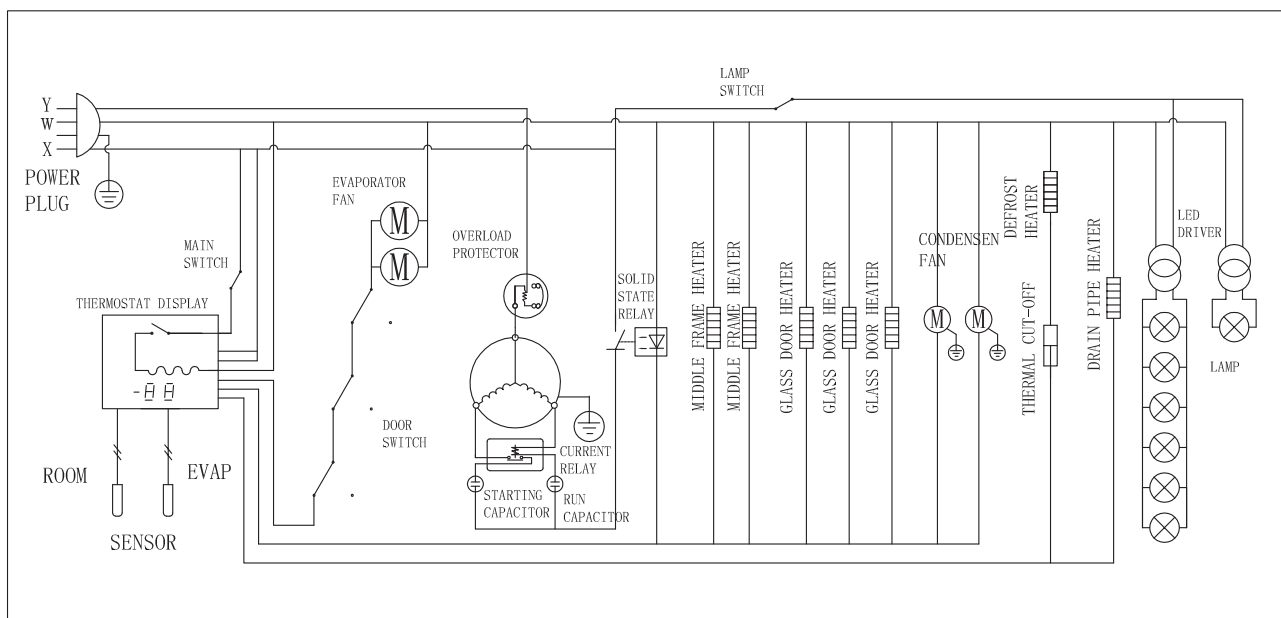 LAMP
SWITCH
Y
W
X
POWER
PLUG
EVAPORATOR
FAN
M
M
MAIN
SWITCH
OVERLOAD
PROTECTOR
THERMOSTAT DISPLAY
SOLID
STATE
RELAY
MIDDLE FRAME HEATER
MIDDLE FRAME HEATER
GLASS DOOR HEATER
GLASS DOOR HEATER
GLASS DOOR HEATER
CONDENSEN
FAN
M
M
DEFROST
HEATER
THERMAL CUT-OFF
DRAIN PIPE HEATER
LED
DRIVER
LAMP
DOOR
SWITCH
CURRENT
RELAY
STARTING
CAPACITOR
RUN
CAPACITOR
ROOM
EVAP
SENSOR